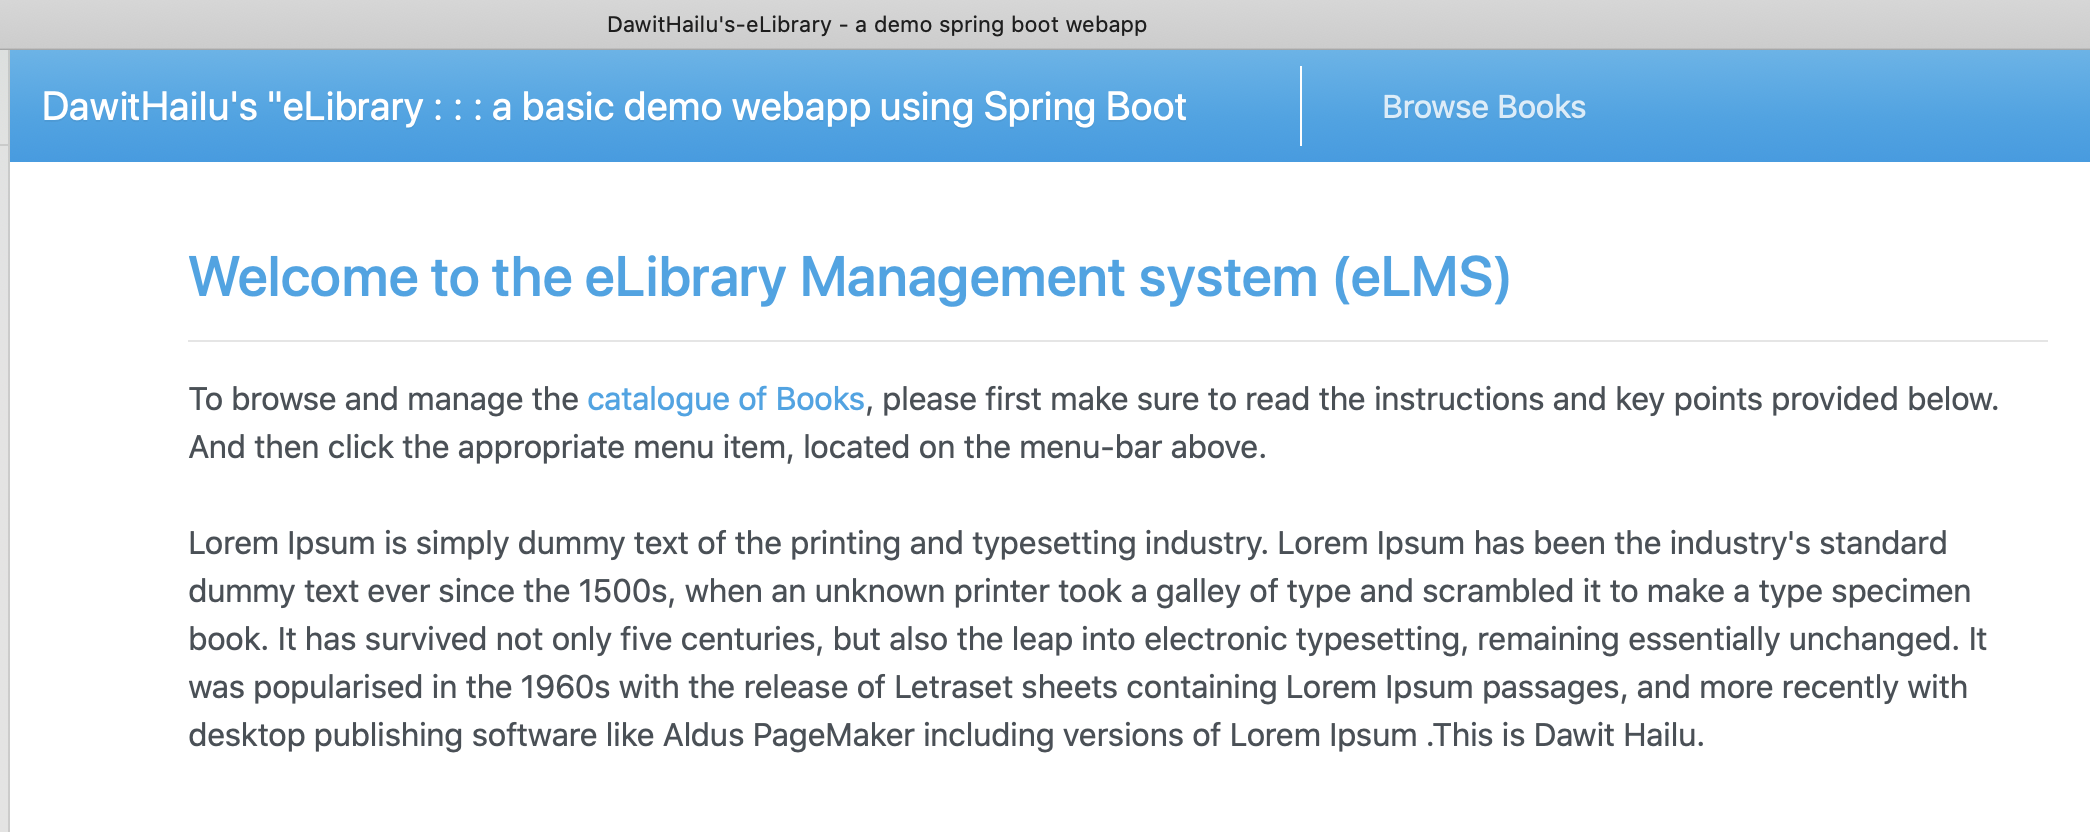 DawitHailu's-eLibrary - a demo spring boot webapp
DawitHailu's "eLibrary : : : a basic demo webapp using Spring Boot
Browse Books
Welcome to the eLibrary Management system (eLMS)
To browse and manage the catalogue of Books, please first make sure to read the instructions and key points provided below.
And then click the appropriate menu item, located on the menu-bar above.
Lorem Ipsum is simply dummy text of the printing and typesetting industry. Lorem Ipsum has been the industry's standard
dummy text ever since the 1500s, when an unknown printer took a galley of type and scrambled it to make a type specimen
book. It has survived not only five centuries, but also the leap into electronic typesetting, remaining essentially unchanged. It
was popularised in the 1960s with the release of Letraset sheets containing Lorem Ipsum passages, and more recently with
desktop publishing software like Aldus PageMaker including versions of Lorem Ipsum .This is Dawit Hailu.